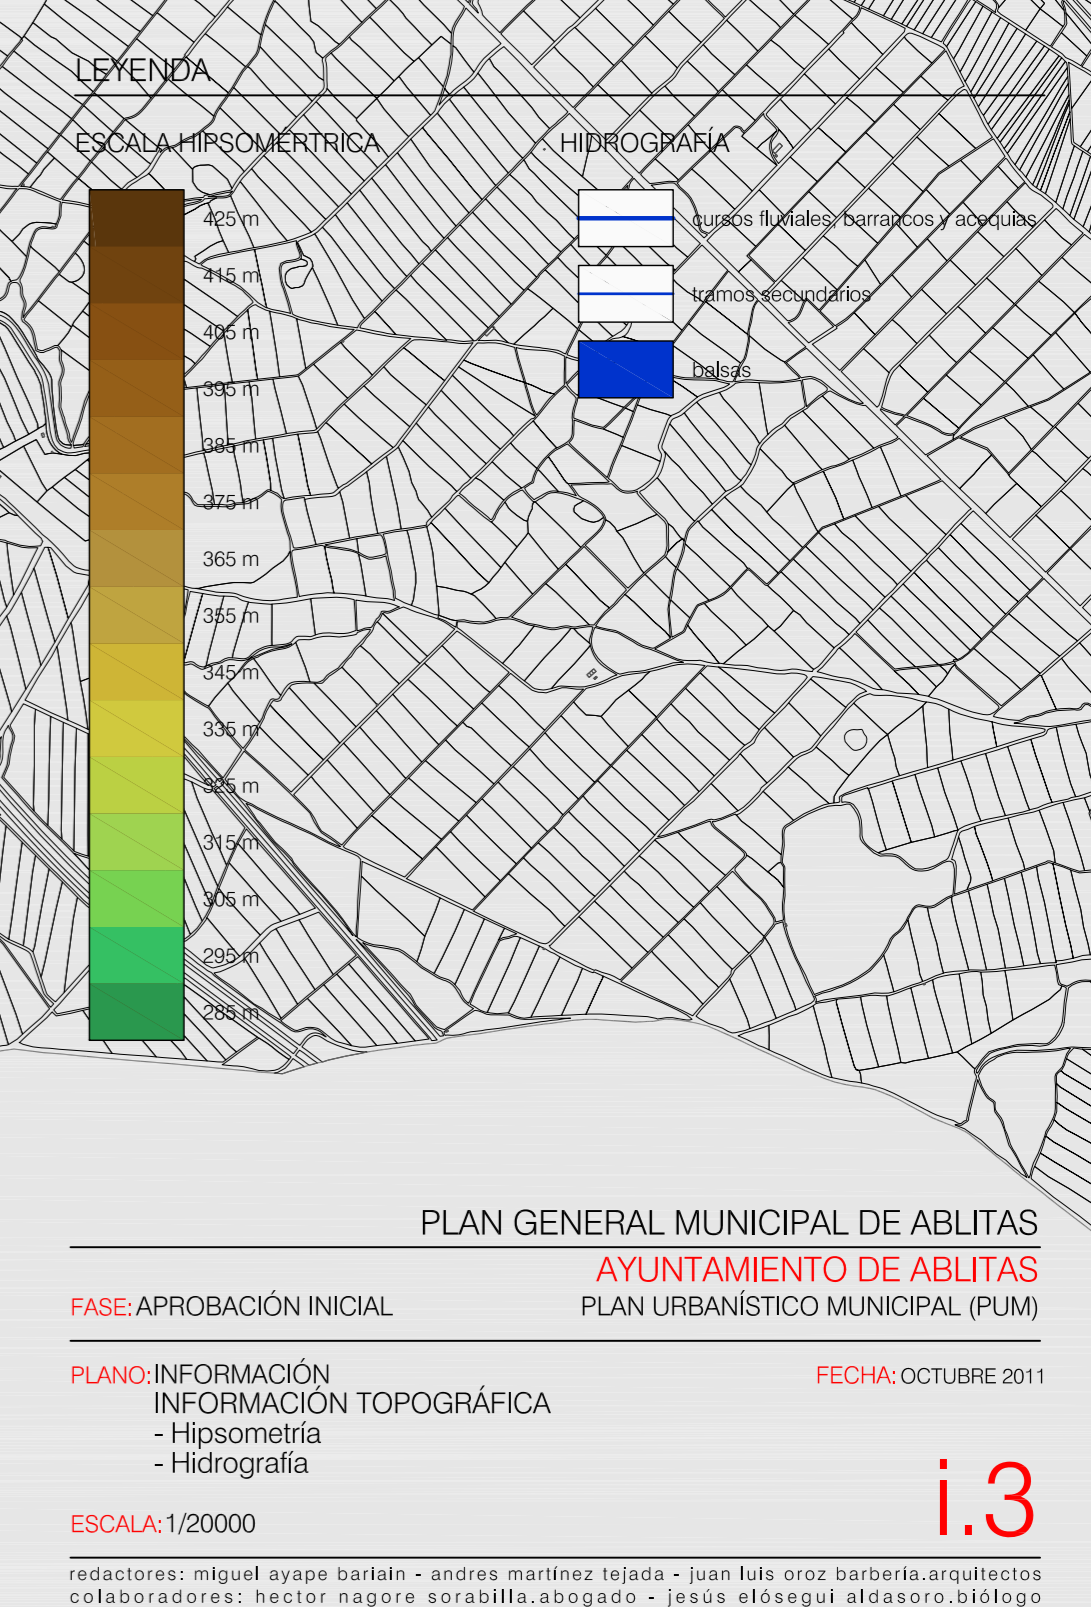 LEYENDA
ESCALA HIPSOMÉRTRICA
HIDROGRAFÍA
425 m
cursos fluviales, barrancos y acequias
415 m
tramos secundarios
405 m
balsas
395 m
385 m
375 m
365 m
355 m
345 m
335 m
325 m
315 m
305 m
295 m
285 m
PLAN GENERAL MUNICIPAL DE ABLITAS
AYUNTAMIENTO DE ABLITAS
FASE: APROBACIÓN INICIAL
PLAN URBANÍSTICO MUNICIPAL (PUM)
PLANO: INFORMACIÓN
FECHA: OCTUBRE 2011
INFORMACIÓN TOPOGRÁFICA
- Hipsometría
- Hidrografía
i.3
ESCALA: 1/20000
redactores: miguel ayape bariain - andres martínez tejada - juan luis oroz barbería.arquitectos
colaboradores: hector nagore sorabilla.abogado - jesús elósegui aldasoro.biólogo